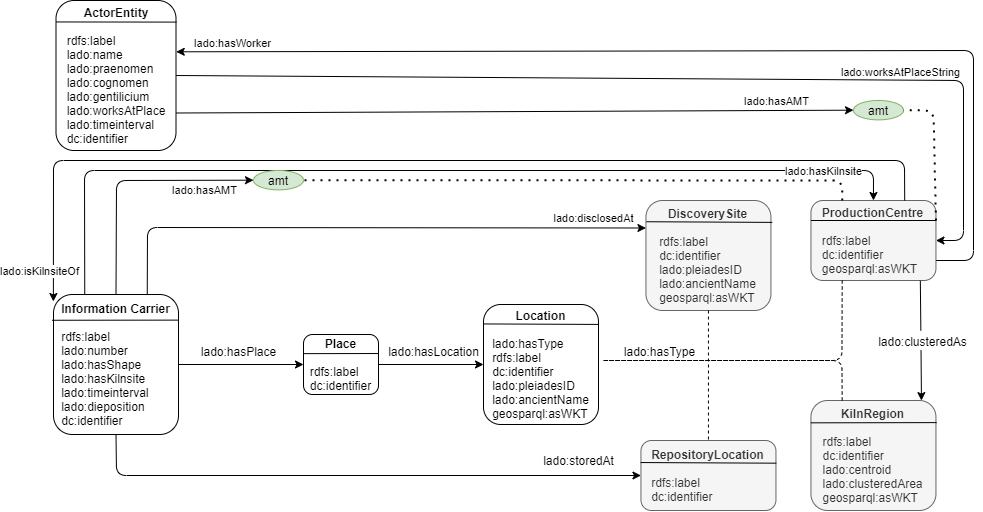 ActorEntity
rdfs:label
lado:name
lado:praenomen
lado:cognomen
lado:gentilicium
lado:worksAtPlace
lado:timeinterval
dc:identifier
lado:hasWorker
lado:worksAtPlaceString
lado:hasAMT
amt
lado:hasAMT
amt
lado:hasKilnsite
lado:disclosedAt
lado:isKilnsiteOf
DiscoverySite
rdfs:label
dc:identifier
lado:pleiadesID
lado:ancientName
geosparql:asWKT
ProductionCentre
rdfs:label
dc:identifier
geosparql:asWKT
Information Carrier
rdfs:label
lado:number
lado:hasShape
lado:hasKilnsite
lado:timeinterval
lado:dieposition
dc:identifier
lado:hasPlace
Place
rdfs:label
dc:identifier
lado:hasLocation
Location
lado:hasType
rdfs:label
dc:identifier
lado:pleiadesID
lado:ancientName
geosparql:asWKT
lado:hasType
lado:clusteredAs
KilnRegion
rdfs:label
dc:identifier
lado:centroid
lado:clusteredArea
geosparql:asWKT
lado:storedAt
RepositoryLocation
rdfs:label
dc:identifier